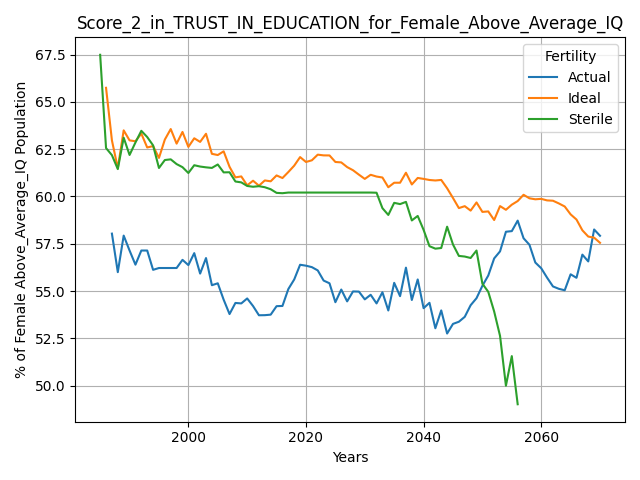 Score_2_in_TRUST_IN_EDUCATION_for_Female_Above_Average_IQ
% of Female Above_Average_IQ Population
67.5
65.0
62.5
60.0
57.5
55.0
52.5
50.0
Fertility
Actual
Ideal
Sterile
2000
2020
2040
2060
Years